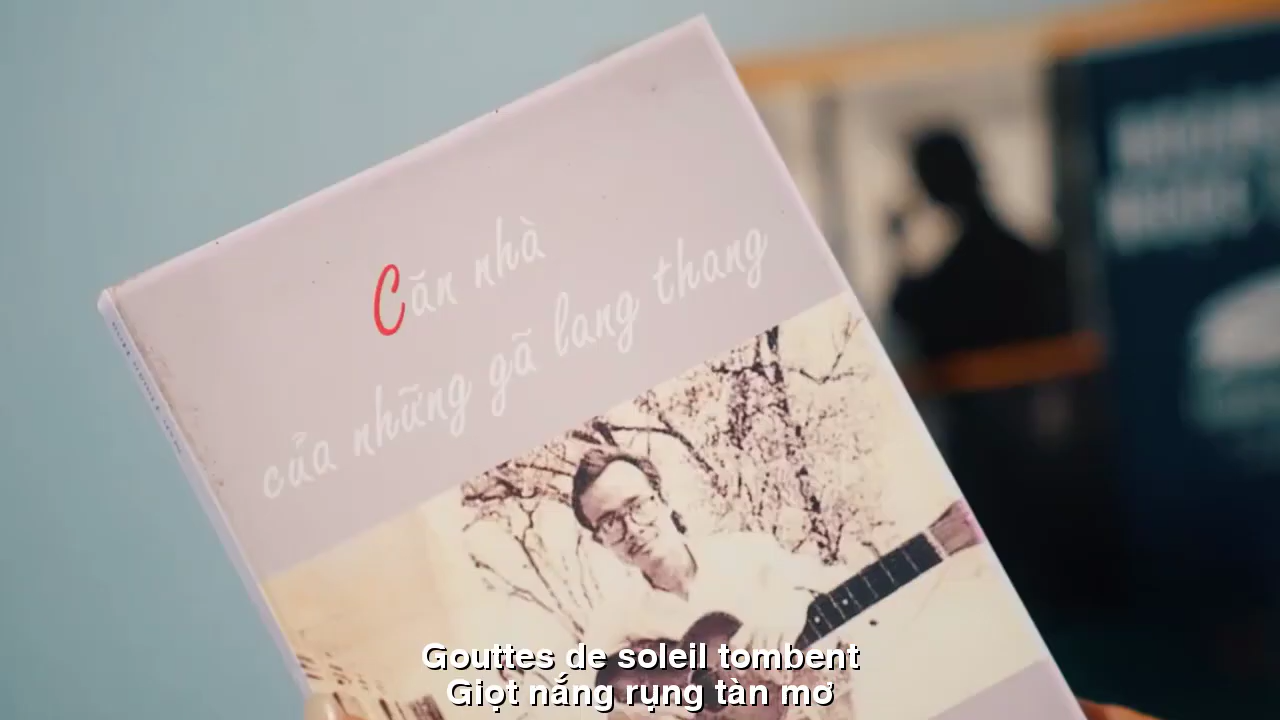 Căn nhà
của những gã lang thang
Gouttes de soleil tombent
Giọt nắng rụng tàn mơ